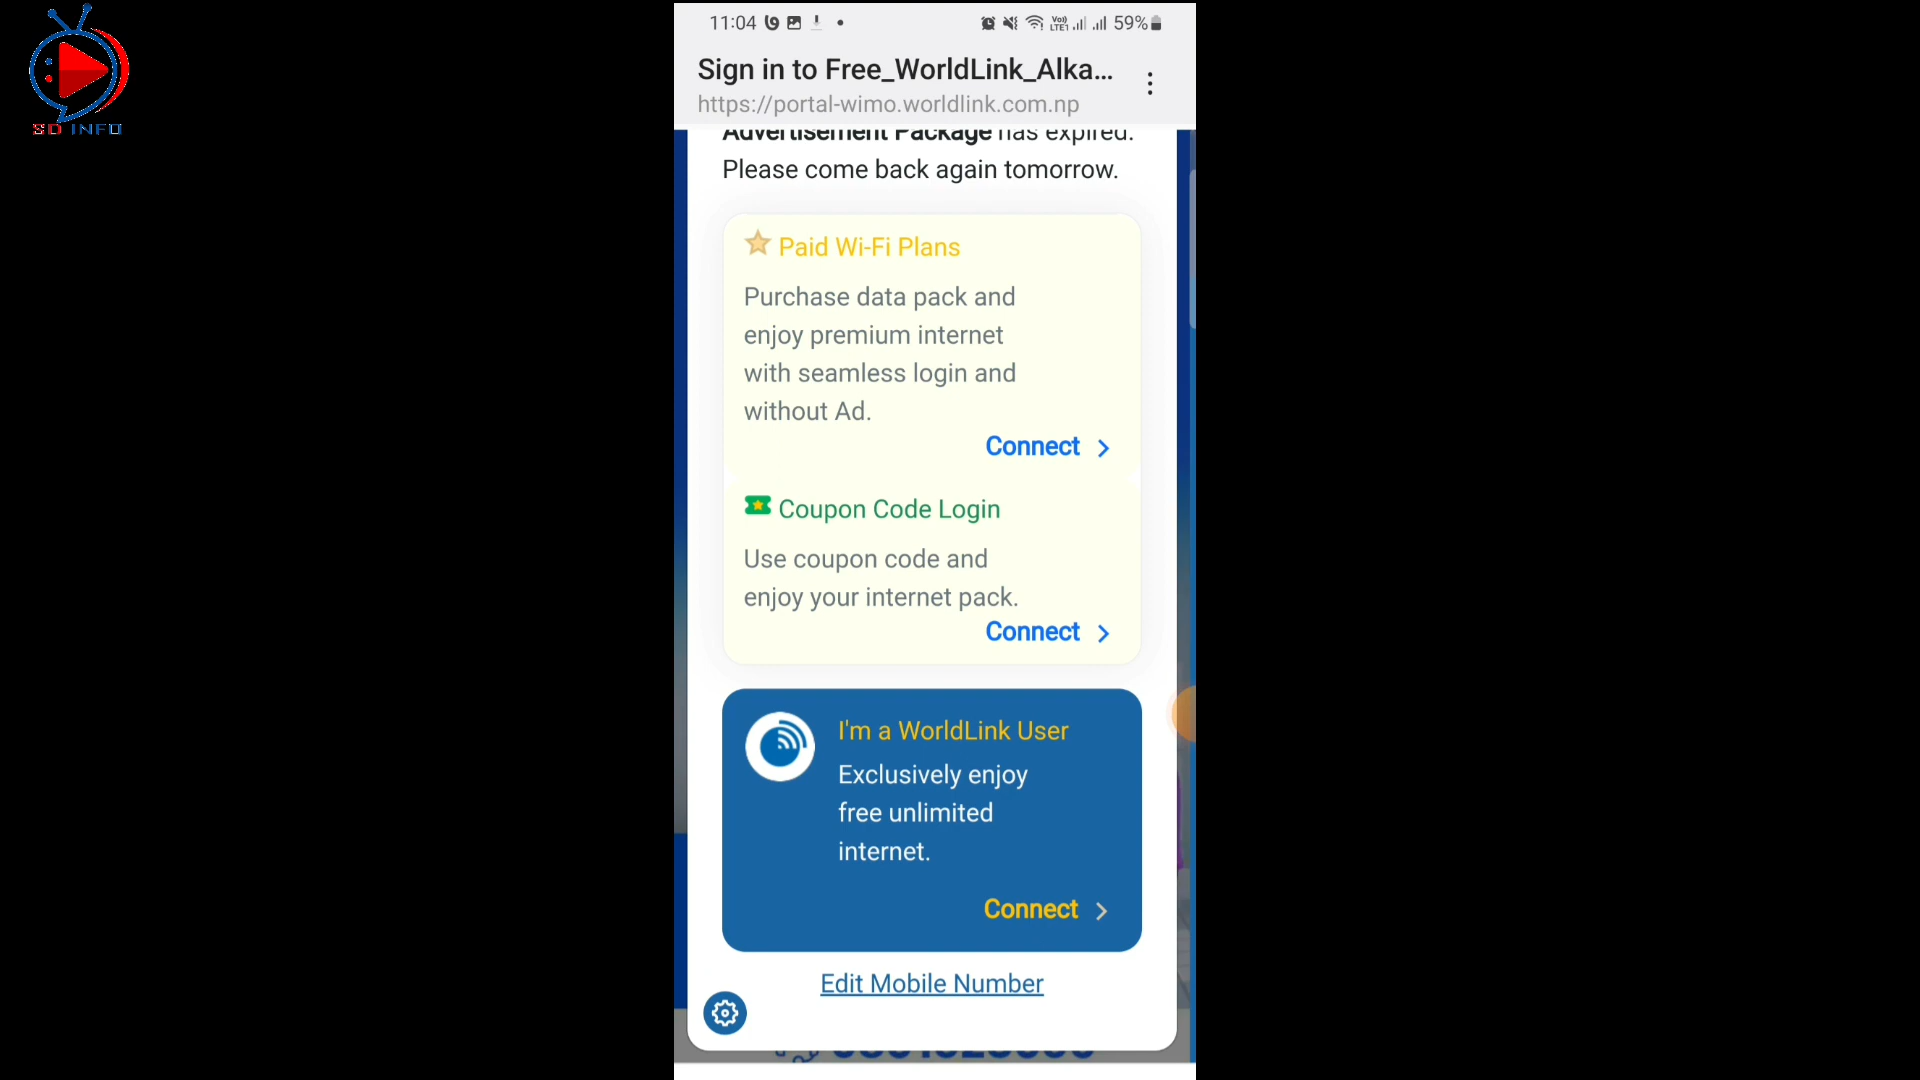 SD INFO
11:04
59%
Sign in to Free_WorldLink_Alka...
https://portal-wimo.worldlink.com.np
Advertisement Package has expired.
Please come back again tomorrow.
Paid Wi-Fi Plans
Purchase data pack and
enjoy premium internet
with seamless login and
without Ad.
Connect
Coupon Code Login
Use coupon code and
enjoy your internet pack.
Connect
I'm a WorldLink User
Exclusively enjoy
free unlimited
internet.
Connect
Edit Mobile Number